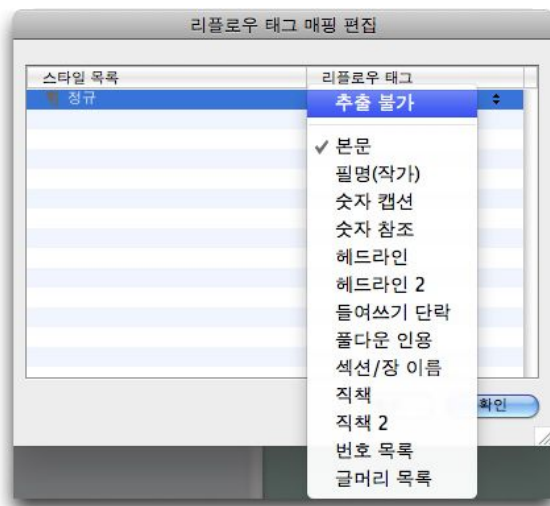 리플로우 태그 매핑 편집
스타일 목록 리플로우 태그
정규 추출 불가
✓ 본문
필명(작가)
숫자 캡션
숫자 참조
헤드라인
헤드라인 2
들여쓰기 단락
풀다운 인용
섹션/장 이름
직책
확인
직책 2
번호 목록
글머리 목록